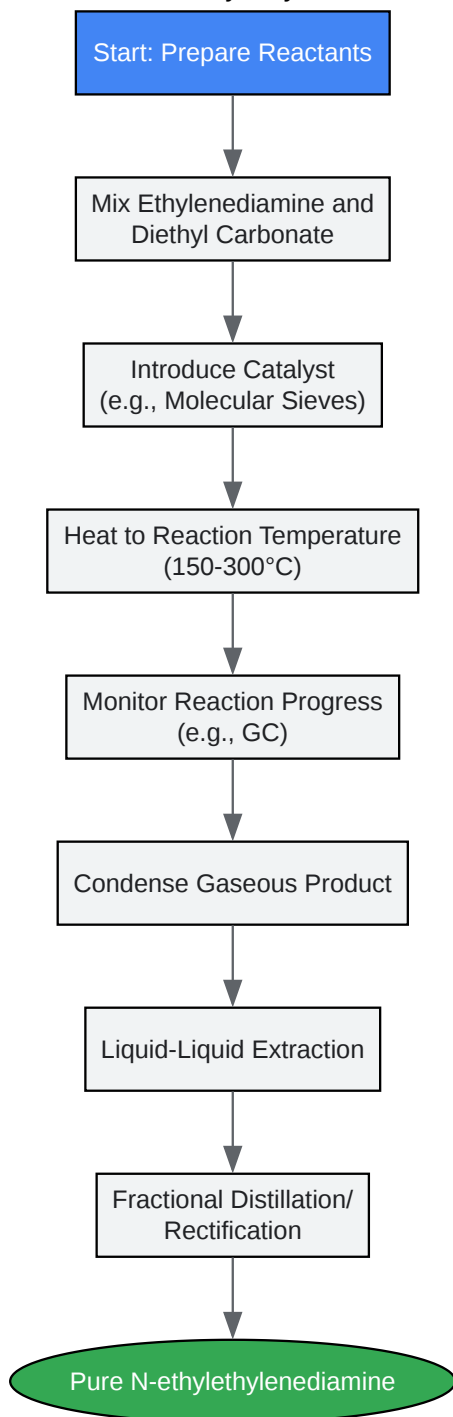 Start: Prepare Reactants
Mix Ethylenediamine and
Diethyl Carbonate
Introduce Catalyst
(e.g., Molecular Sieves)
Heat to Reaction Temperature
(150-300°C)
Monitor Reaction Progress
(e.g., GC)
Condense Gaseous Product
Liquid-Liquid Extraction
Fractional Distillation/
Rectification
Pure N-ethylethylenediamine